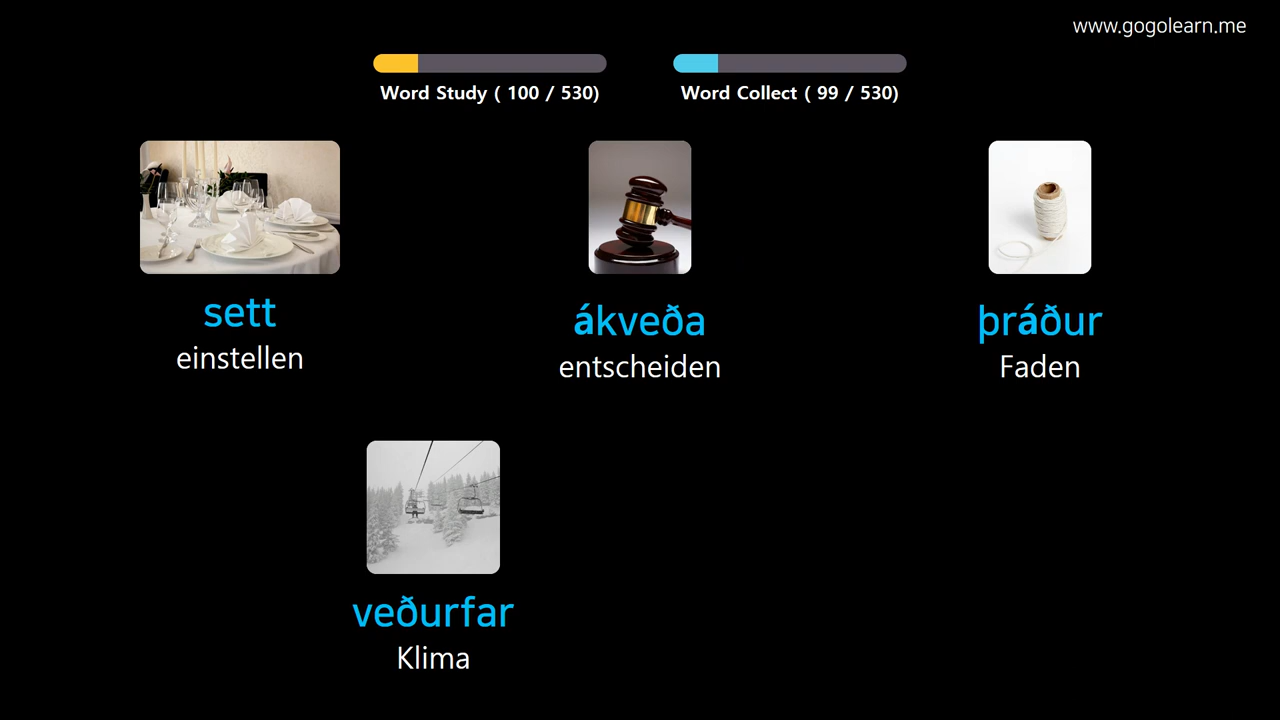 www.gogolearn.me
Word Study ( 100 / 530)
Word Collect ( 99 / 530)
sett
einstellen
ákveða
entscheiden
þráður
Faden
veðurfar
Klima